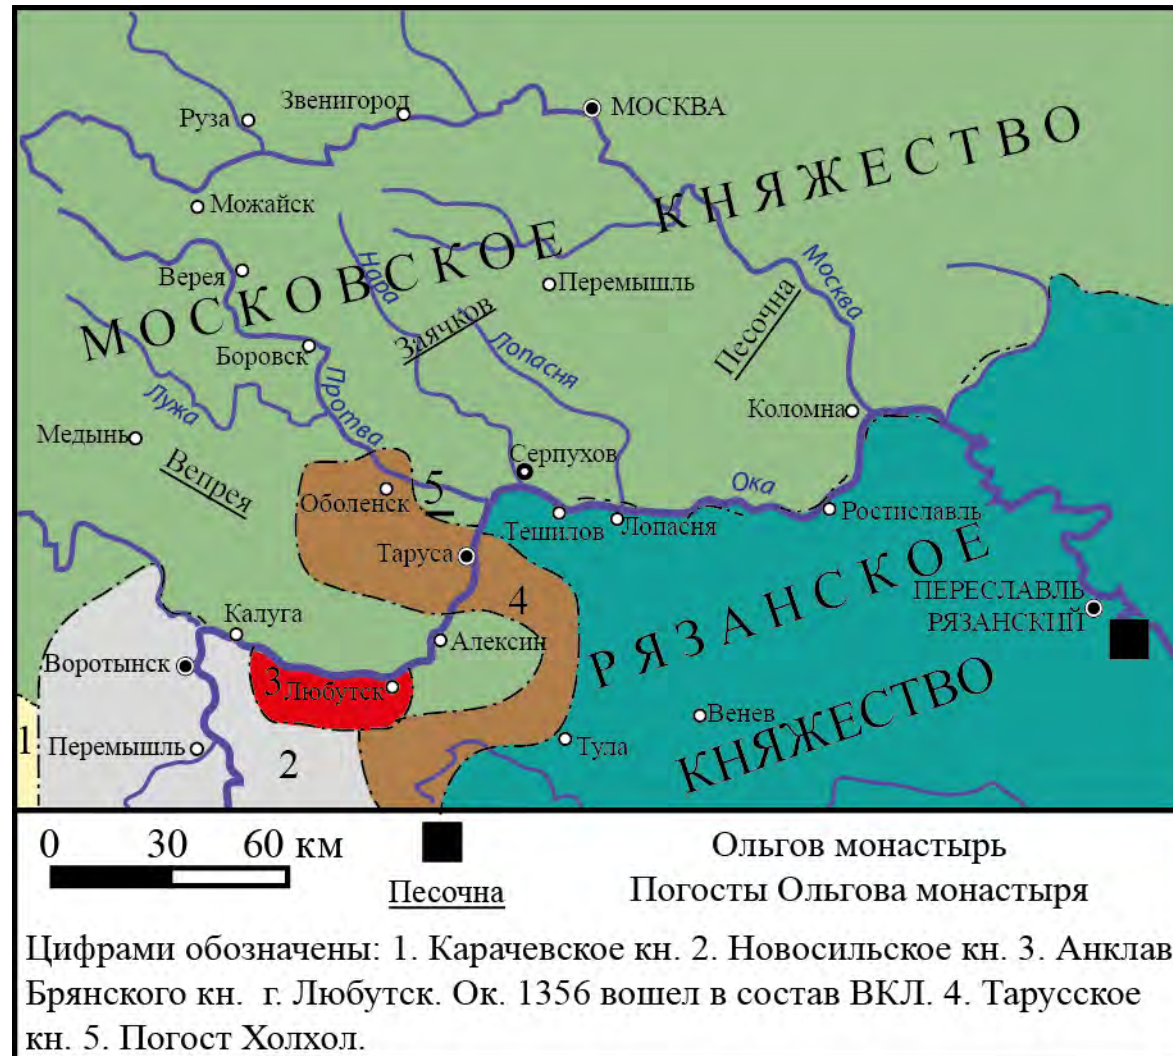 Звенигород
МОСКВА
Руза
Можайск
МОСКОВСКОЕ КНЯЖЕСТВО
Нара
Москва
Верея
Перемышль
Заячков
Песочна
Лопасня
Боровск
Протва
Лужа
Коломна
Медынь
Вепрея
Серпухов
Оболенск
5
Ока
Тешилов
Лопасня
Ростиславль
Таруса
4
ПЕРЕСЛАВЛЬ
РЯЗАНСКИЙ
РЯЗАНСКОЕ
КНЯЖЕСТВО
Калуга
Алексин
Воротынск
3
Любутск
Венев
1
Перемышль
2
Тула
0 30 60 км
Ольгов монастырь
Песочна
Погосты Ольгова монастыря
Цифрами обозначены: 1. Карачевское кн. 2. Новосильское кн. 3. Анклав
Брянского кн. г. Любутск. Ок. 1356 вошел в состав ВКЛ. 4. Тарусское
кн. 5. Погост Холхол.